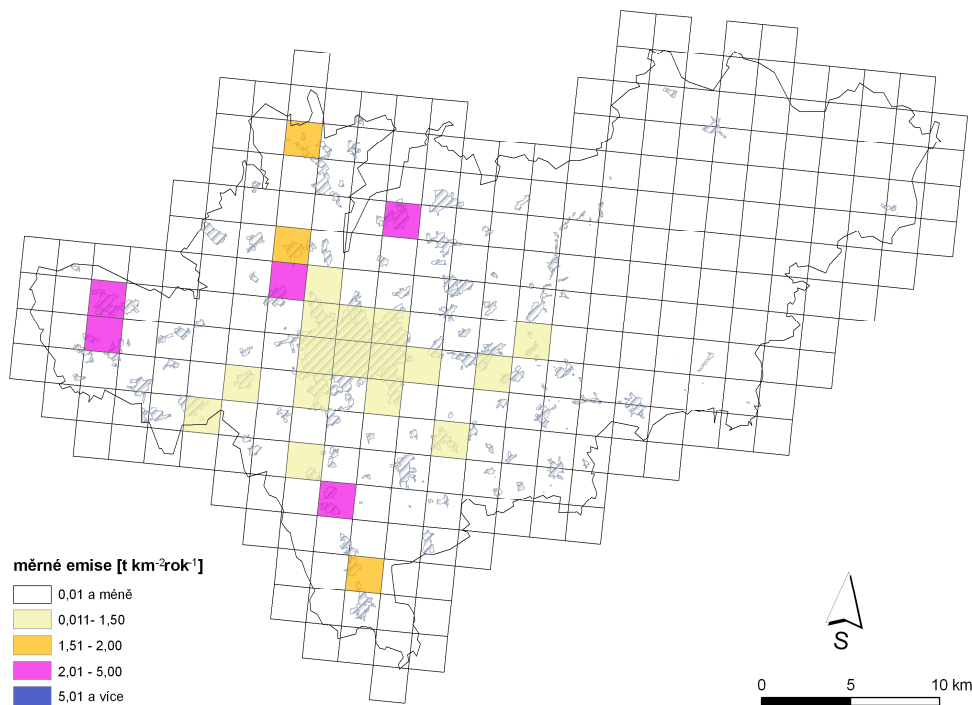 měrné emise [t km-2rok-1]
0,01 a méně
0,011- 1,50
1,51 - 2,00
2,01 - 5,00
5,01 a více
S
0 5 10 km